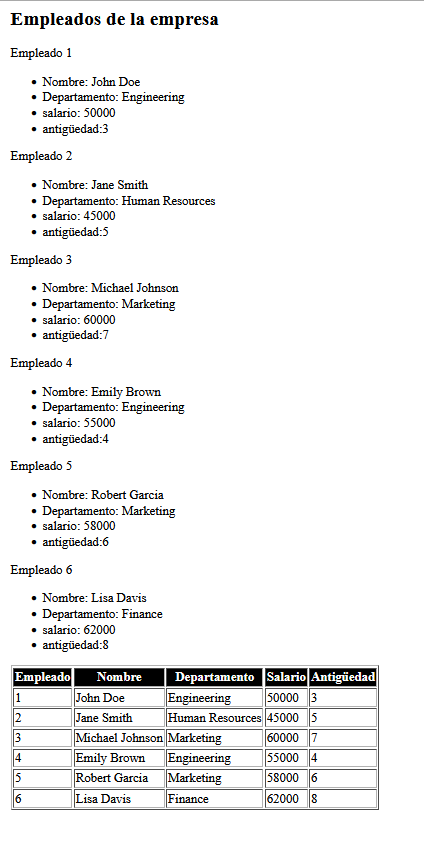 Empleados de la empresa
Empleado 1
• Nombre: John Doe
• Departamento: Engineering
• salario: 50000
• antigüedad:3
Empleado 2
• Nombre: Jane Smith
• Departamento: Human Resources
• salario: 45000
• antigüedad:5
Empleado 3
• Nombre: Michael Johnson
• Departamento: Marketing
• salario: 60000
• antigüedad:7
Empleado 4
• Nombre: Emily Brown
• Departamento: Engineering
• salario: 55000
• antigüedad:4
Empleado 5
• Nombre: Robert Garcia
• Departamento: Marketing
• salario: 58000
• antigüedad:6
Empleado 6
• Nombre: Lisa Davis
• Departamento: Finance
• salario: 62000
• antigüedad:8
Empleado Nombre Departamento Salario Antigüedad
1 John Doe Engineering 50000 3
2 Jane Smith Human Resources 45000 5
3 Michael Johnson Marketing 60000 7
4 Emily Brown Engineering 55000 4
5 Robert Garcia Marketing 58000 6
6 Lisa Davis Finance 62000 8